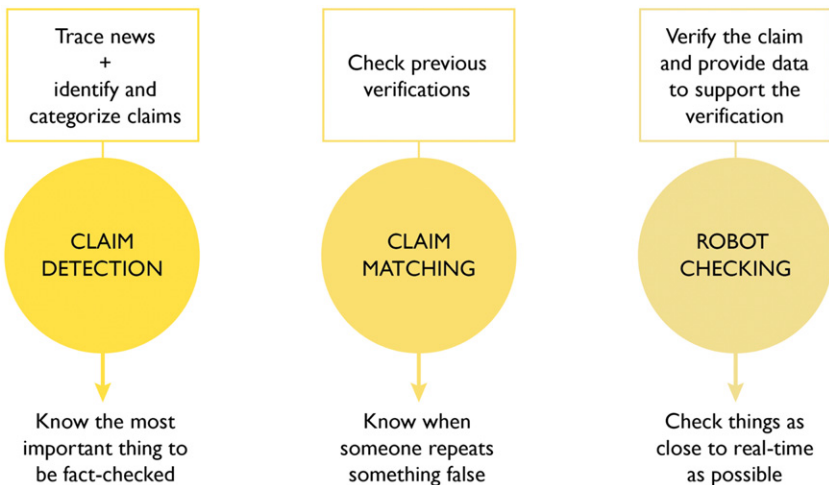 Trace news
+
identify and
categorize claims
CLAIM
DETECTION
Know the most
important thing to
be fact-checked
Check previous
verifications
CLAIM
MATCHING
Know when
someone repeats
something false
Verify the claim
and provide data
to support the
verification
ROBOT
CHECKING
Check things as
close to real-time
as possible